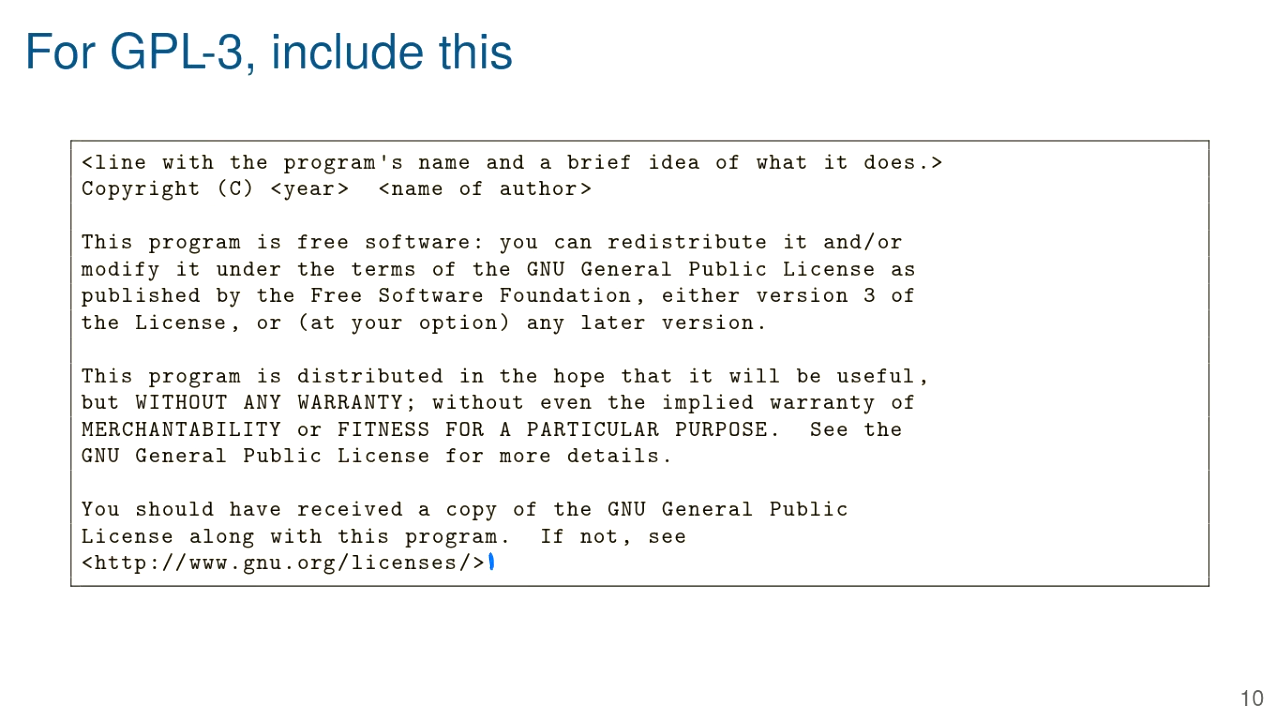 For GPL-3, include this
<line with the program's name and a brief idea of what it does.>
Copyright (C) <year>  <name of author>
This program is free software: you can redistribute it and/or
modify it under the terms of the GNU General Public License as
published by the Free Software Foundation, either version 3 of
the License, or (at your option) any later version.
This program is distributed in the hope that it will be useful,
but WITHOUT ANY WARRANTY; without even the implied warranty of
MERCHANTABILITY or FITNESS FOR A PARTICULAR PURPOSE.  See the
GNU General Public License for more details.
You should have received a copy of the GNU General Public
License along with this program.  If not, see
<http://www.gnu.org/licenses/>
10